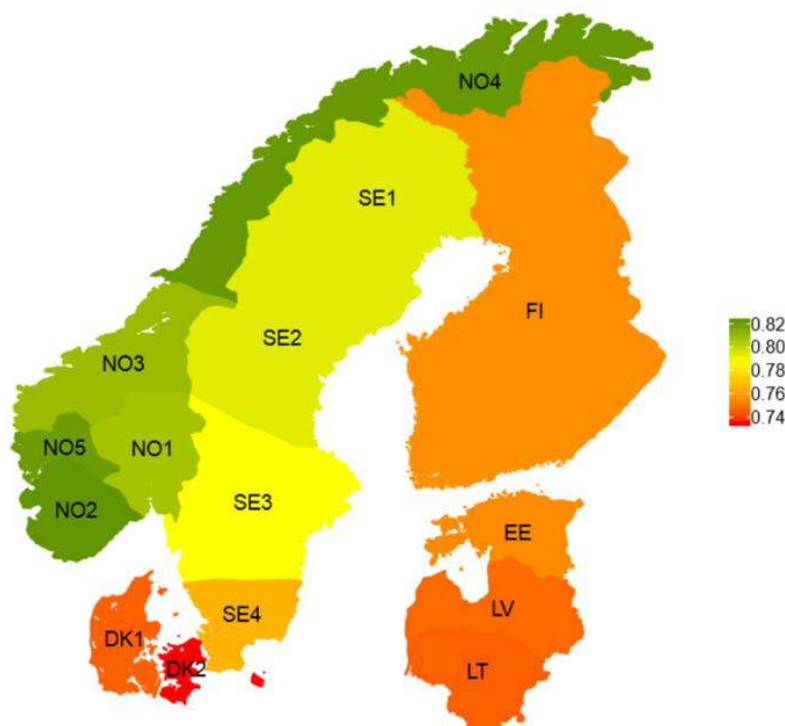 NO4
SE1
FI
SE2
0.82
0.80
0.78
0.76
0.74
NO3
NO5
NO1
NO2
SE3
EE
SE4
LV
DK1
DK2
LT